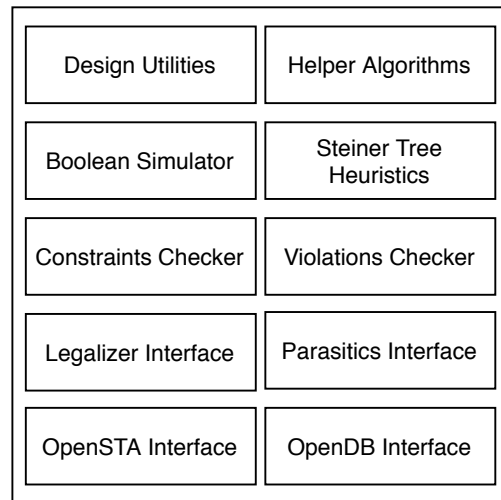 Design Utilities
Helper Algorithms
Boolean Simulator
Steiner Tree
Heuristics
Constraints Checker
Violations Checker
Legalizer Interface
Parasitics Interface
OpenSTA Interface
OpenDB Interface